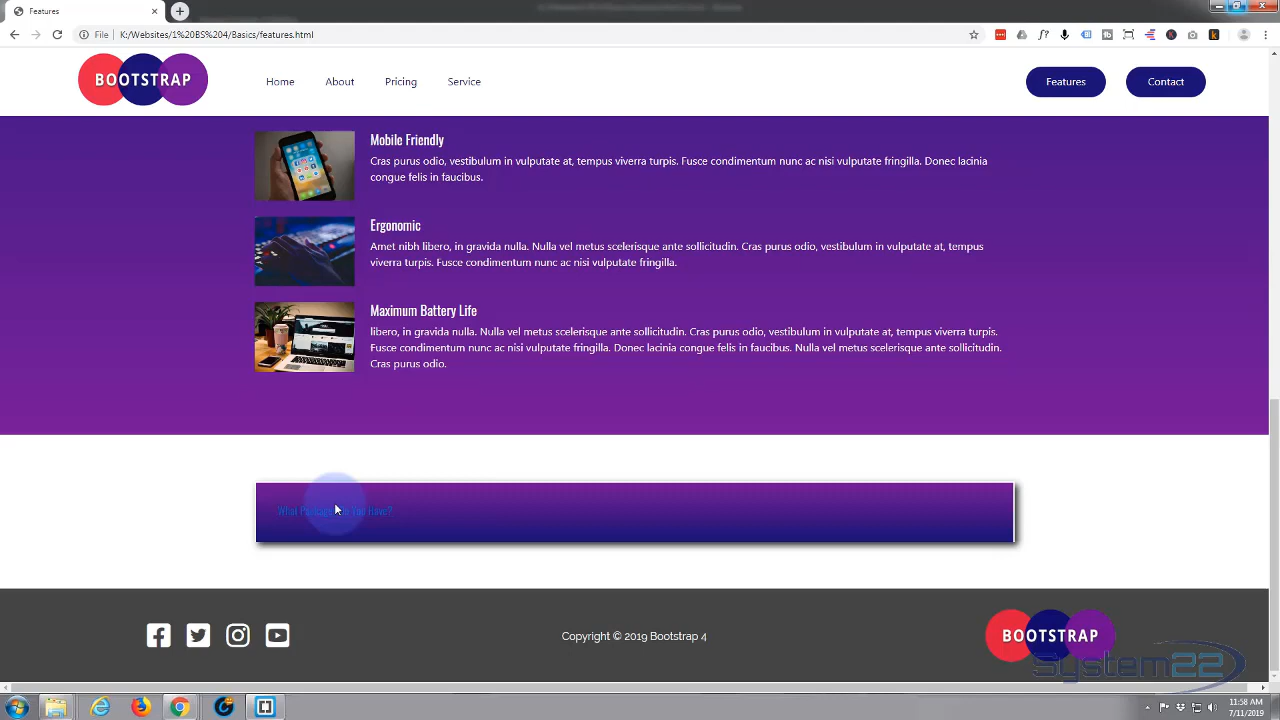 Features
File
K:/Websites/1%20BS%204/Basics/features.html
BOOTSTRAP
Home
About
Pricing
Service
Features
Contact
Mobile Friendly
Cras purus odio, vestibulum in vulputate at, tempus viverra turpis. Fusce condimentum nunc ac nisi vulputate fringilla. Donec lacinia
congue felis in faucibus.
Ergonomic
Amet nibh libero, in gravida nulla. Nulla vel metus scelerisque ante sollicitudin. Cras purus odio, vestibulum in vulputate at, tempus
viverra turpis. Fusce condimentum nunc ac nisi vulputate fringilla.
Maximum Battery Life
libero, in gravida nulla. Nulla vel metus scelerisque ante sollicitudin. Cras purus odio, vestibulum in vulputate at, tempus viverra turpis.
Fusce condimentum nunc ac nisi vulputate fringilla. Donec lacinia congue felis in faucibus. Nulla vel metus scelerisque ante sollicitudin.
Cras purus odio.
What You Have?
Copyright © 2019 Bootstrap 4
BOOTSTRAP
System22
11:58 AM
7/11/2019